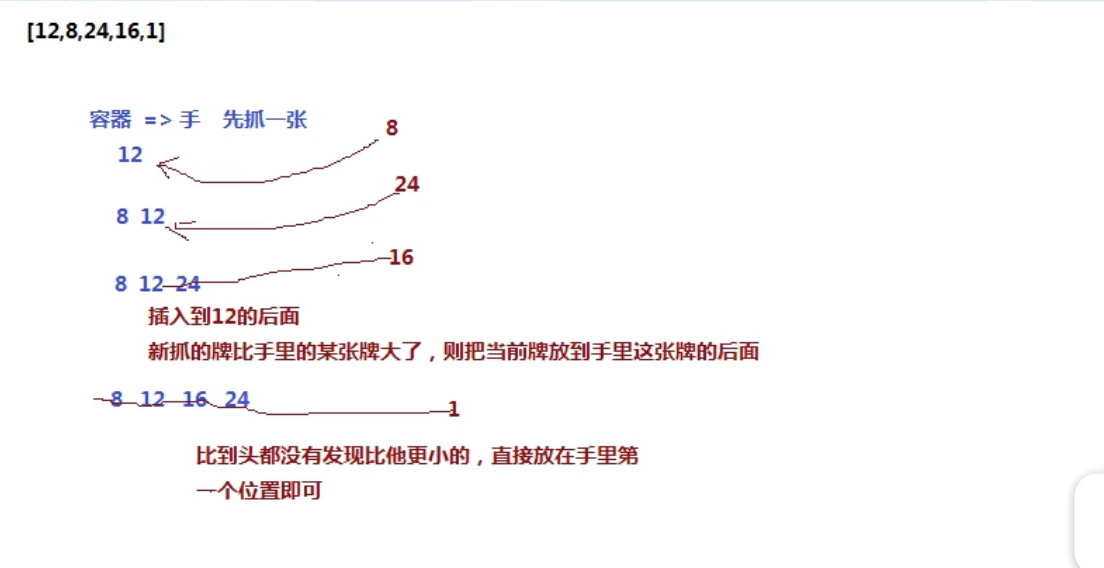 [12,8,24,16,1]
容器 => 手 先抓一张
8
12
24
8 12
16
8 12 24
插入到12的后面
新抓的牌比手里的某张牌大了，则把当前牌放到手里这张牌的后面
8 12 16 24
1
比到头都没有发现比他更小的，直接放在手里第
一个位置即可